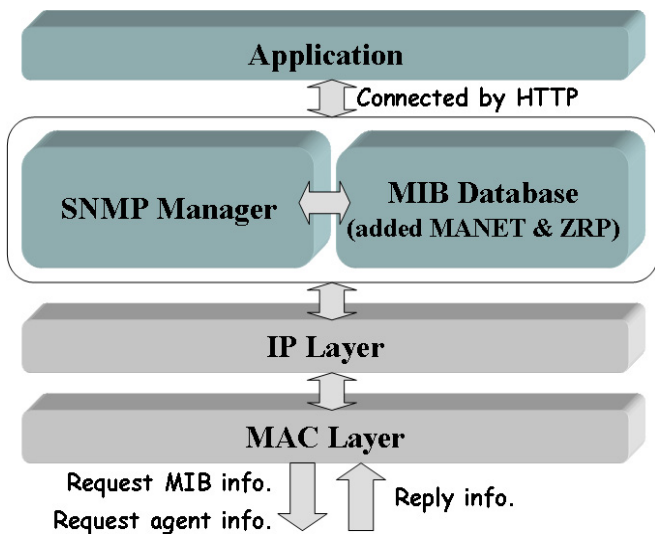 Application
Connected by HTTP
SNMP Manager
MIB Database
(added MANET & ZRP)
IP Layer
MAC Layer
Request MIB info.
Request agent info.
Reply info.